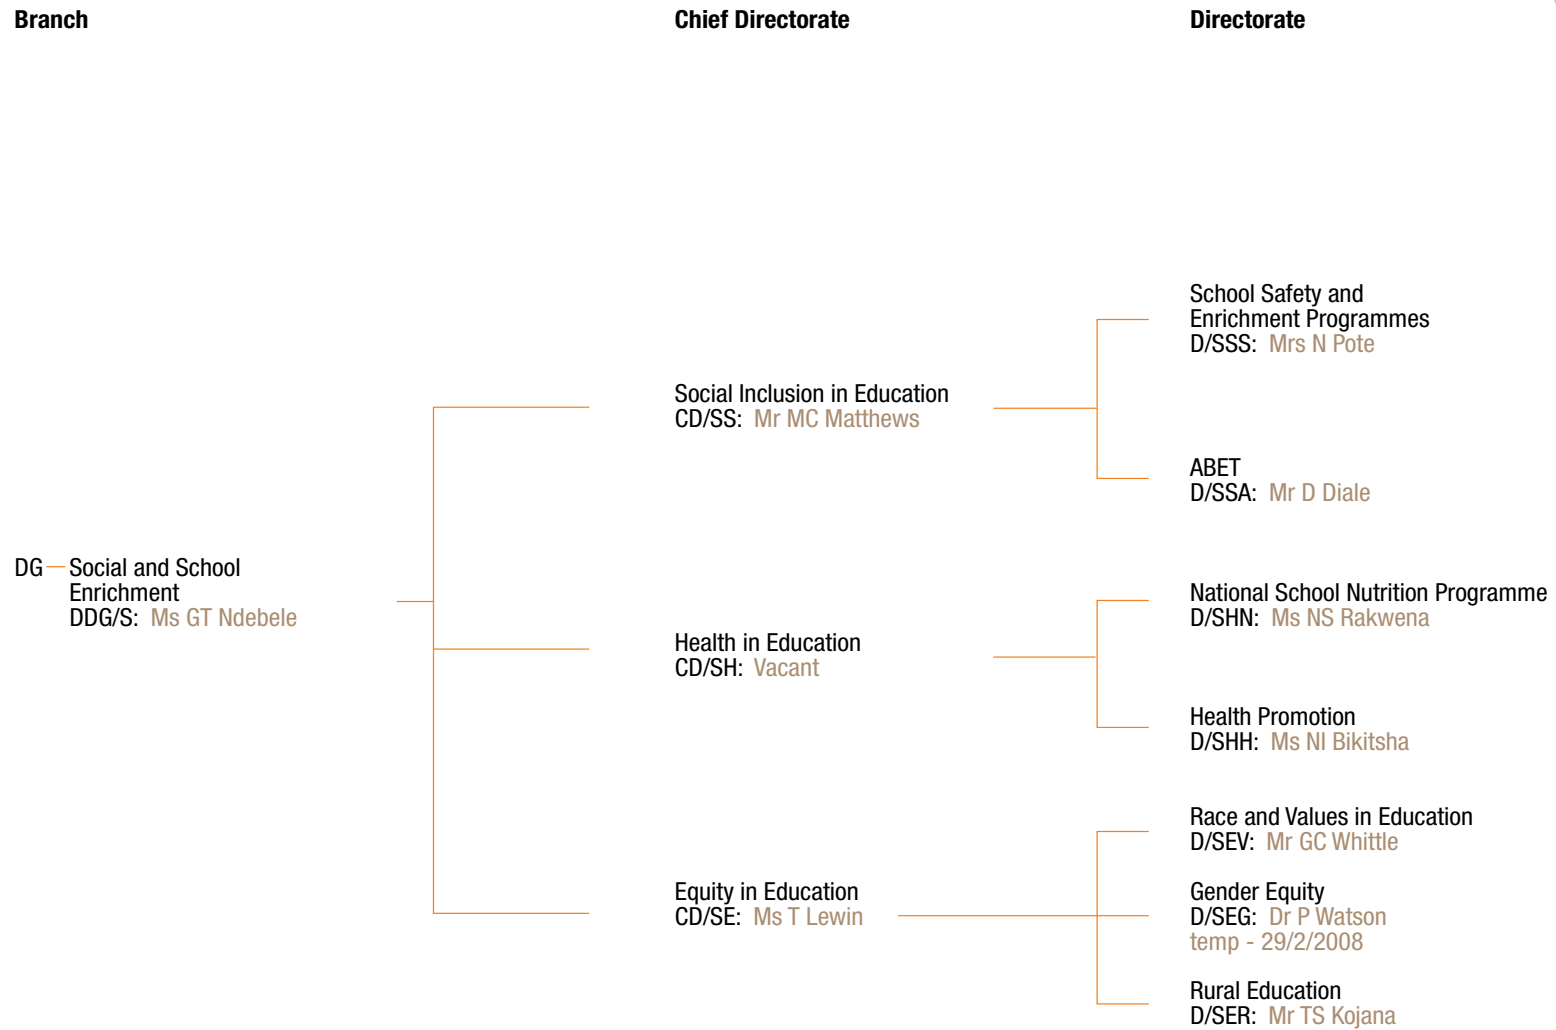 Branch
Chief Directorate
Directorate
School Safety and
Enrichment Programmes
D/SSS: Mrs N Pote
Social Inclusion in Education
CD/SS: Mr MC Matthews
ABET
D/SSA: Mr D Diale
DG Social and School
Enrichment
DDG/S: Ms GT Ndebele
National School Nutrition Programme
D/SHN: Ms NS Rakwena
Health in Education
CD/SH: Vacant
Health Promotion
D/SHH: Ms NI Bikitsha
Race and Values in Education
D/SEV: Mr GC Whittle
Equity in Education
CD/SE: Ms T Lewin
Gender Equity
D/SEG: Dr P Watson
temp - 29/2/2008
Rural Education
D/SER: Mr TS Kojana